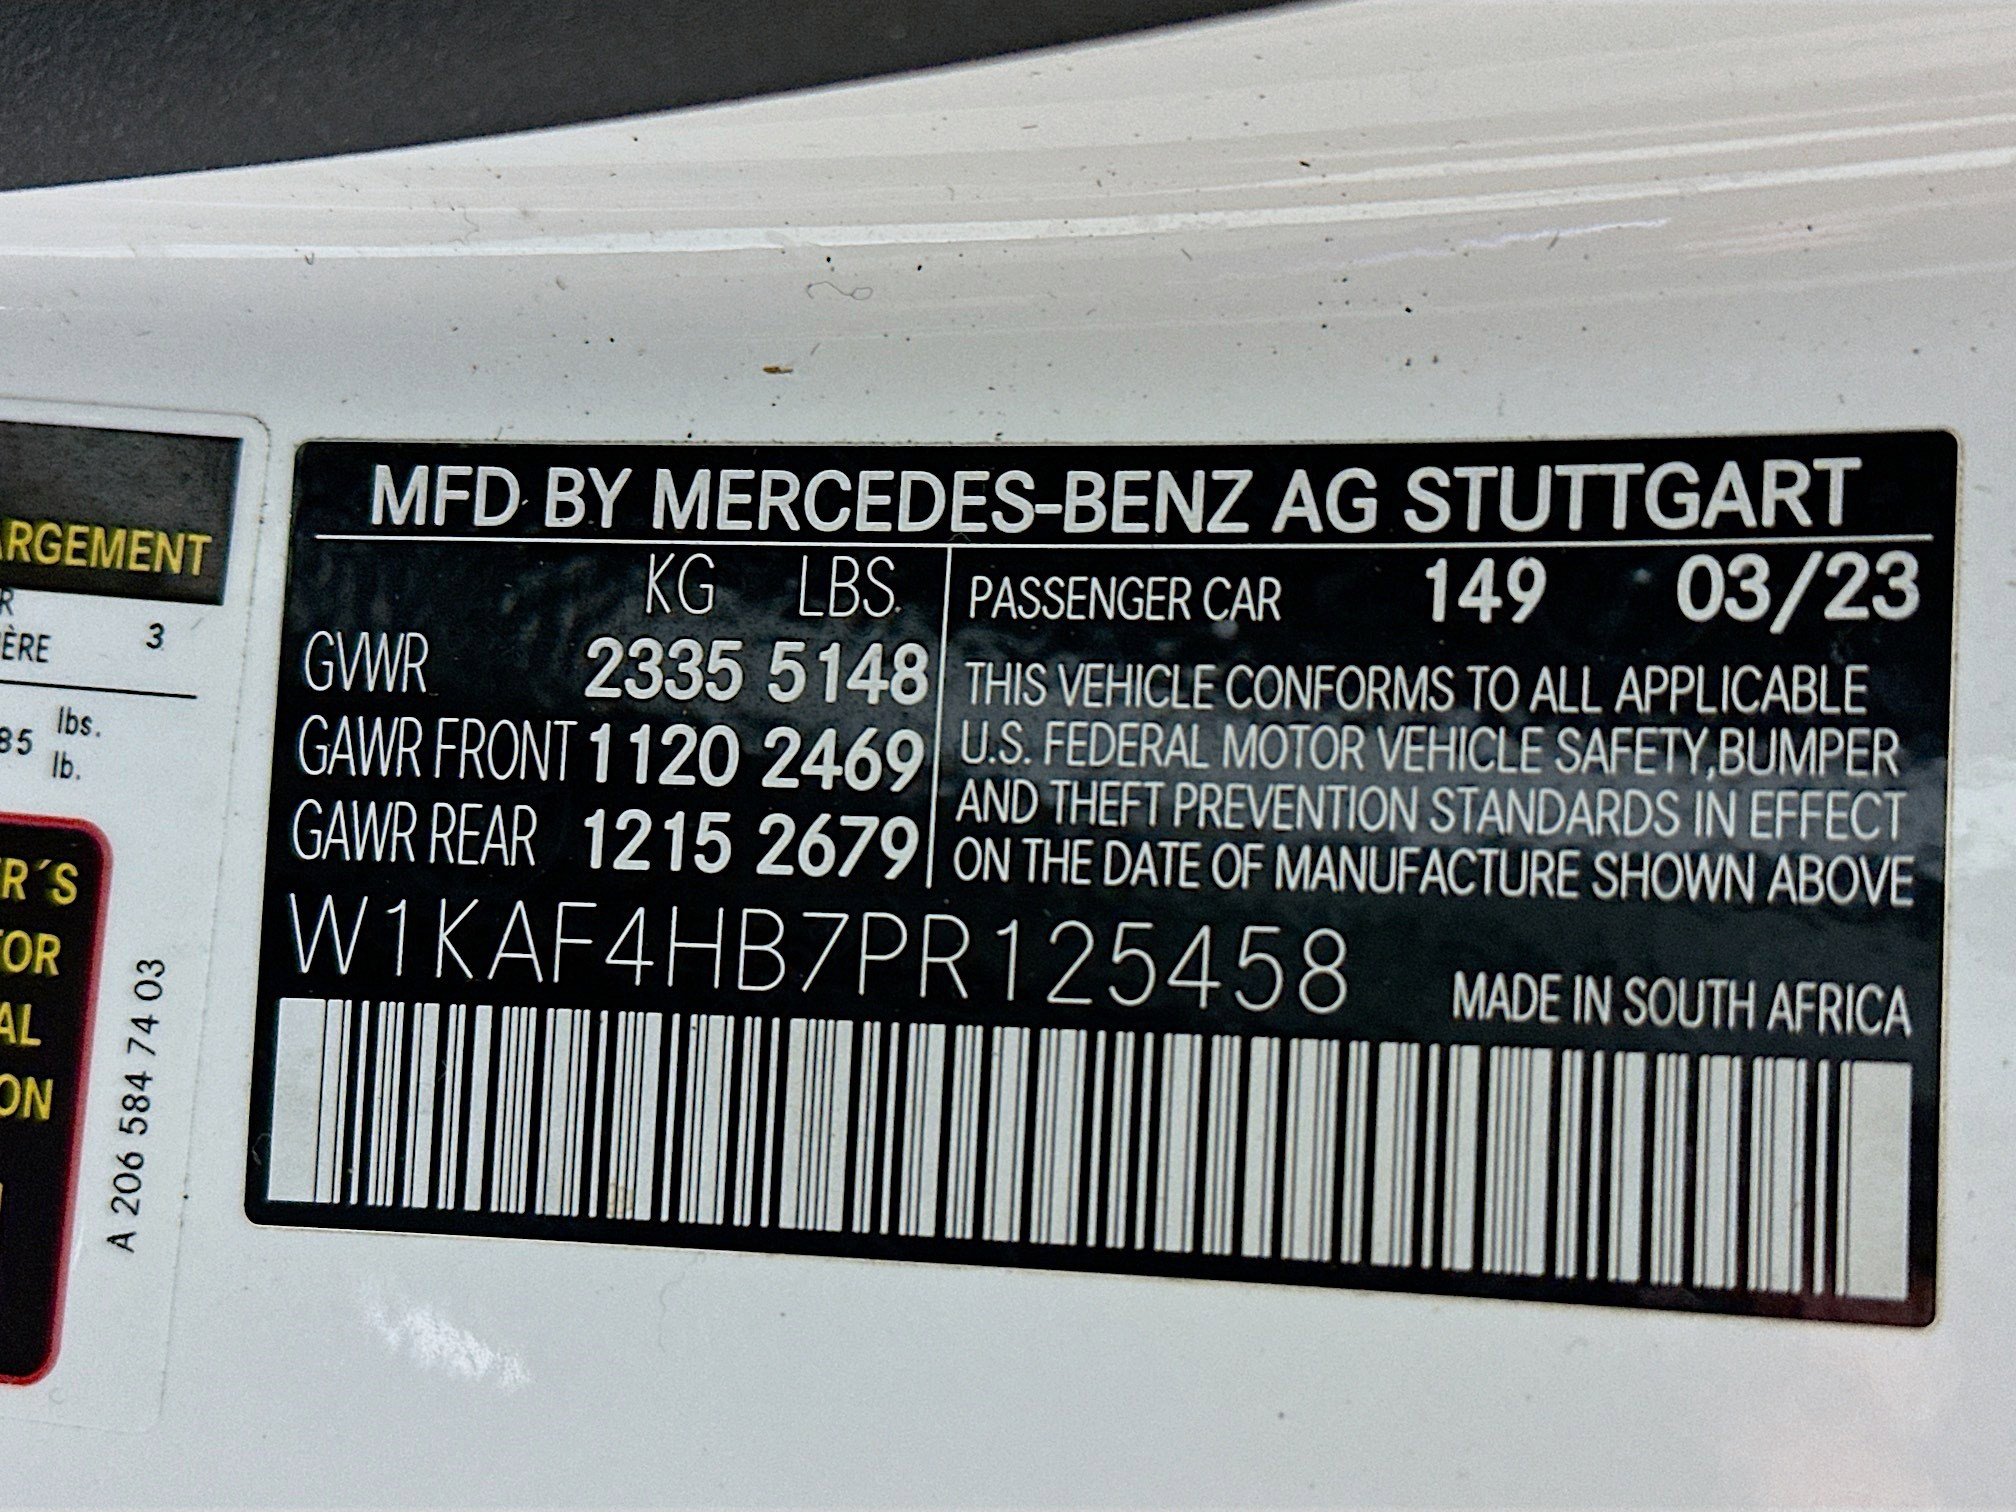 ARGEMENT
R
IÈRE 3
85 lbs.
lb.
R´S
TOR
AL
ON
A 206 584 74 03
MFD BY MERCEDES-BENZ AG STUTTGART
KG LBS.
GVWR 2335 5148
GAWR FRONT 1120 2469
GAWR REAR 1215 2679
PASSENGER CAR 149 03/23
THIS VEHICLE CONFORMS TO ALL APPLICABLE
U.S. FEDERAL MOTOR VEHICLE SAFETY,BUMPER
AND THEFT PREVENTION STANDARDS IN EFFECT
ON THE DATE OF MANUFACTURE SHOWN ABOVE
W1KAF4HB7PR125458
MADE IN SOUTH AFRICA